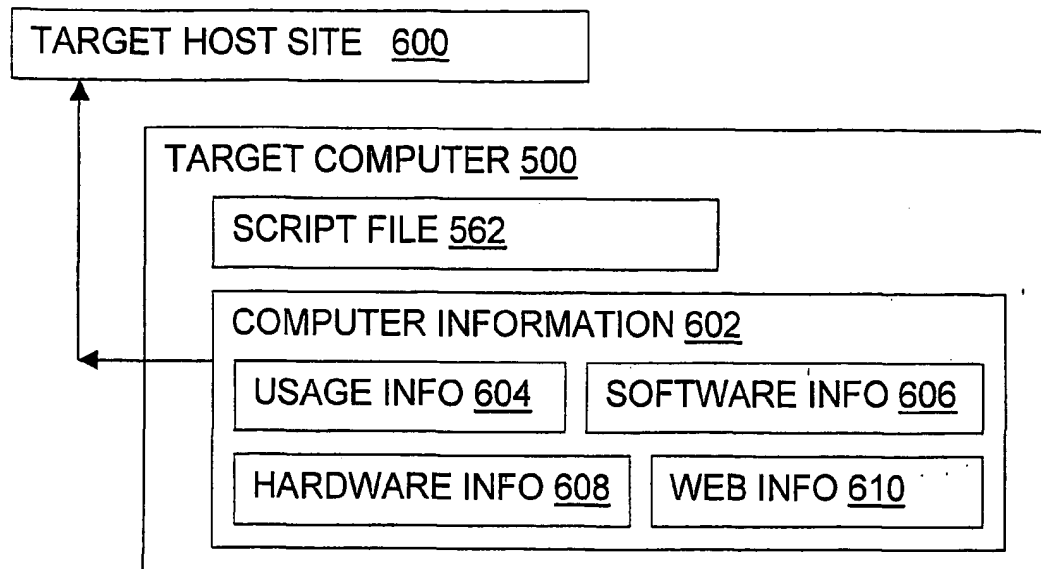 TARGET HOST SITE 600
TARGET COMPUTER 500
SCRIPT FILE 562
COMPUTER INFORMATION 602
USAGE INFO 604
SOFTWARE INFO 606
HARDWARE INFO 608
WEB INFO 610